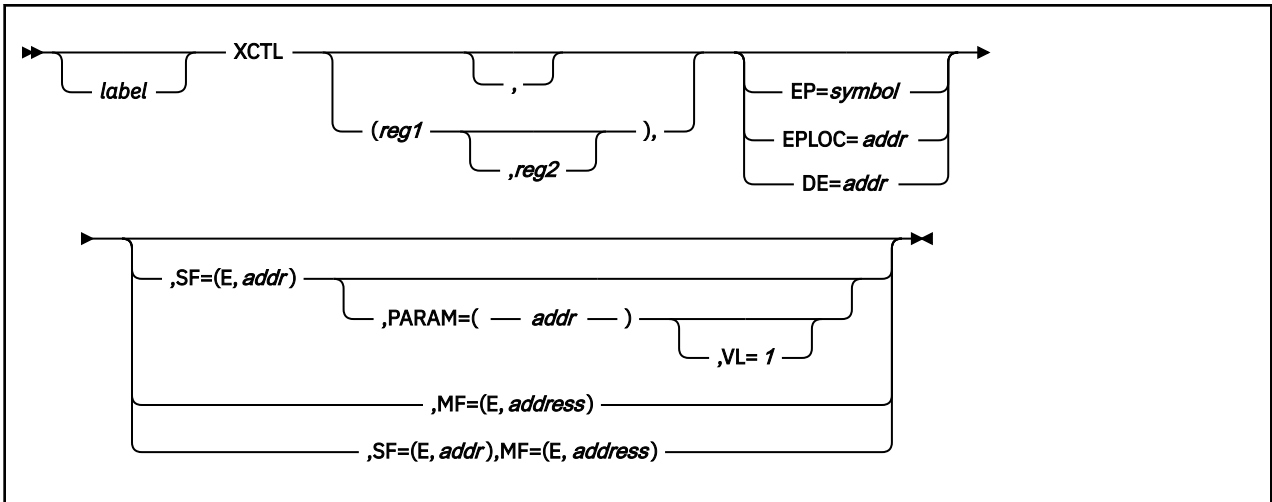 XCTL
label
,
EP=symbol
(reg1 ),
EPLOC=addr
,reg2
DE=addr
,SF=(E, addr)
,PARAM=( addr )
,VL= 1
,MF=(E, address)
,SF=(E, addr),MF=(E, address)